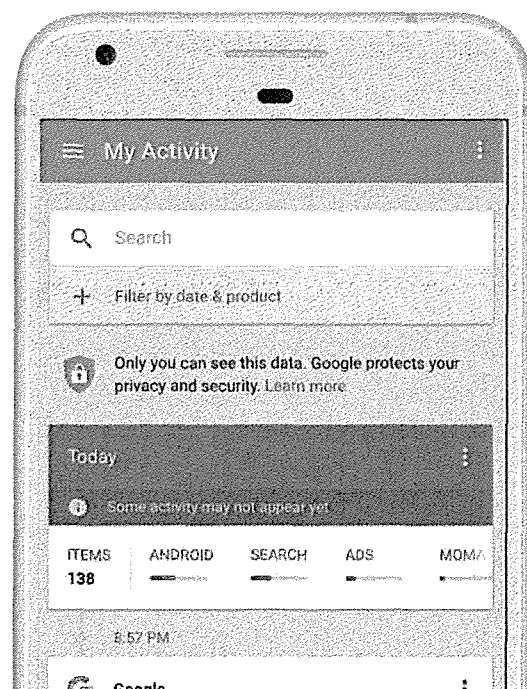 My Activity
Search
Filter by date & product
Only you can see this data. Google protects your
privacy and security. Learn more
Today
Some activity may not appear yet
ITEMS ANDROID SEARCH ADS
138
8:57 PM
Google